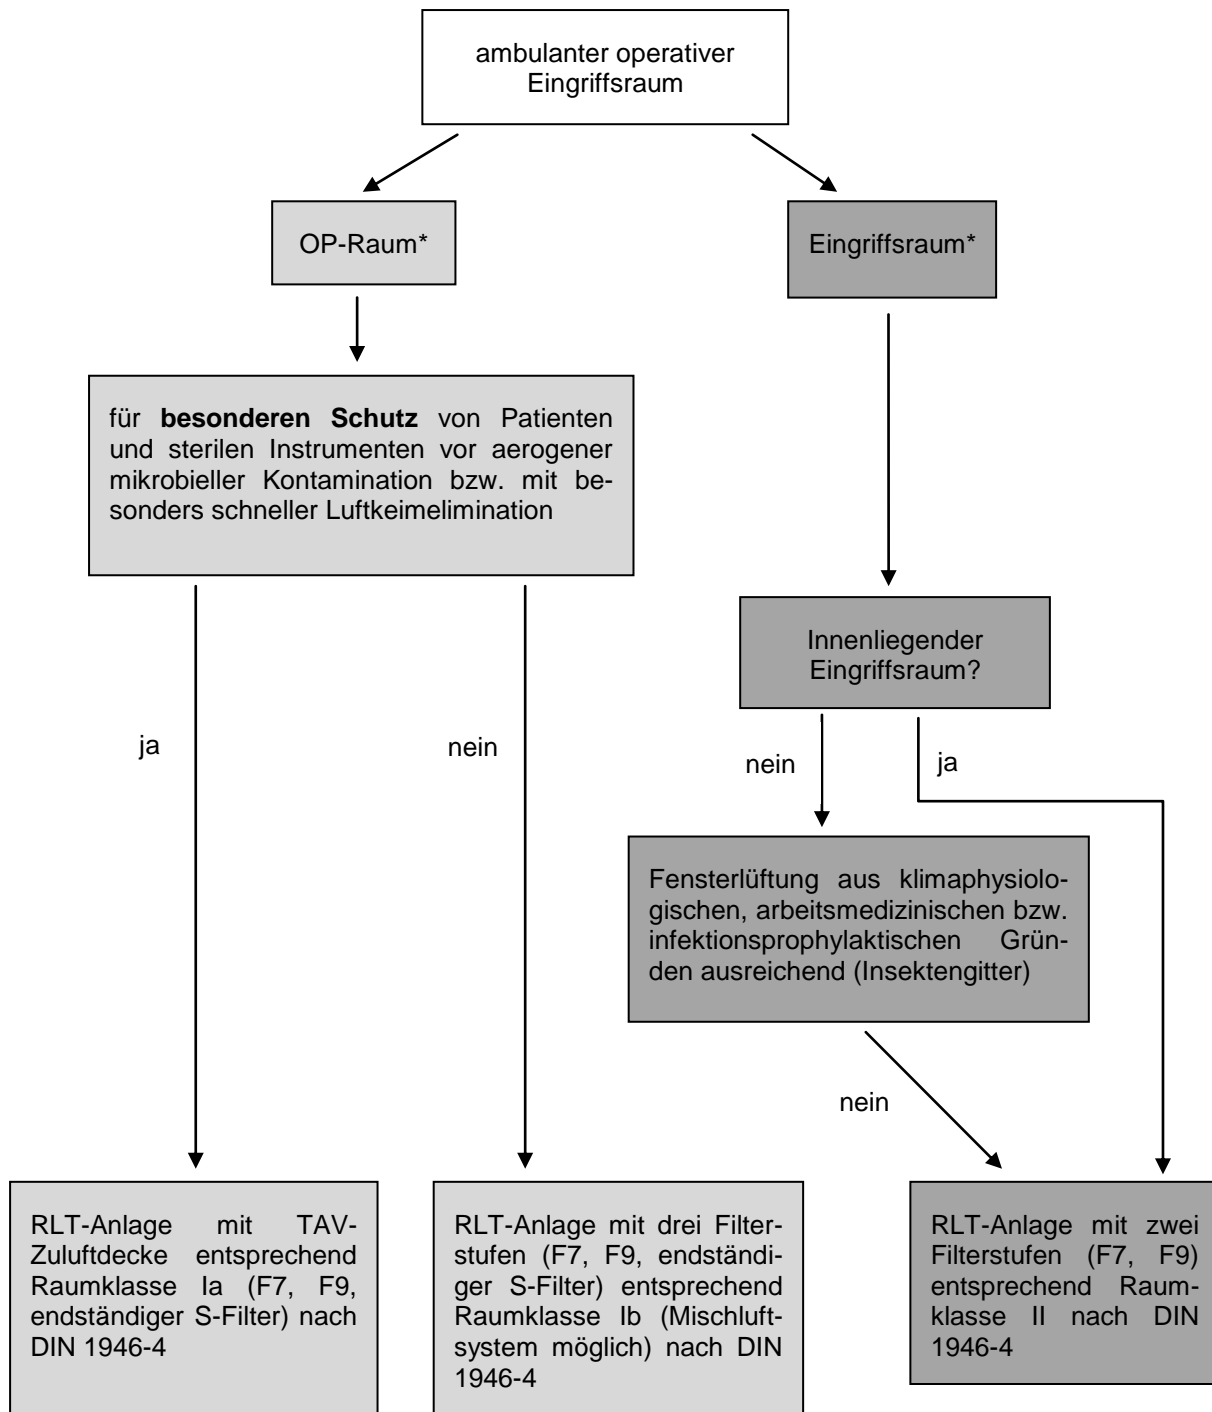 ambulanter operativer
Eingriffsraum
OP-Raum*
Eingriffsraum*
für besonderen Schutz von Patienten
und sterilen Instrumenten vor aerogener
mikrobieller Kontamination bzw. mit be-
sonders schneller Luftkeimelimination
Innenliegender
Eingriffsraum?
ja
nein
nein
ja
Fensterlüftung aus klimaphysiolo-
gischen, arbeitsmedizinischen bzw.
infektionsprophylaktischen Grün-
den ausreichend (Insektengitter)
nein
RLT-Anlage mit TAV-
Zuluftdecke entsprechend
Raumklasse Ia (F7, F9,
endständiger S-Filter) nach
DIN 1946-4
RLT-Anlage mit drei Filter-
stufen (F7, F9, endständi-
ger S-Filter) entsprechend
Raumklasse Ib (Mischluft-
system möglich) nach DIN
1946-4
RLT-Anlage mit zwei
Filterstufen (F7, F9)
entsprechend Raum-
klasse II nach DIN
1946-4